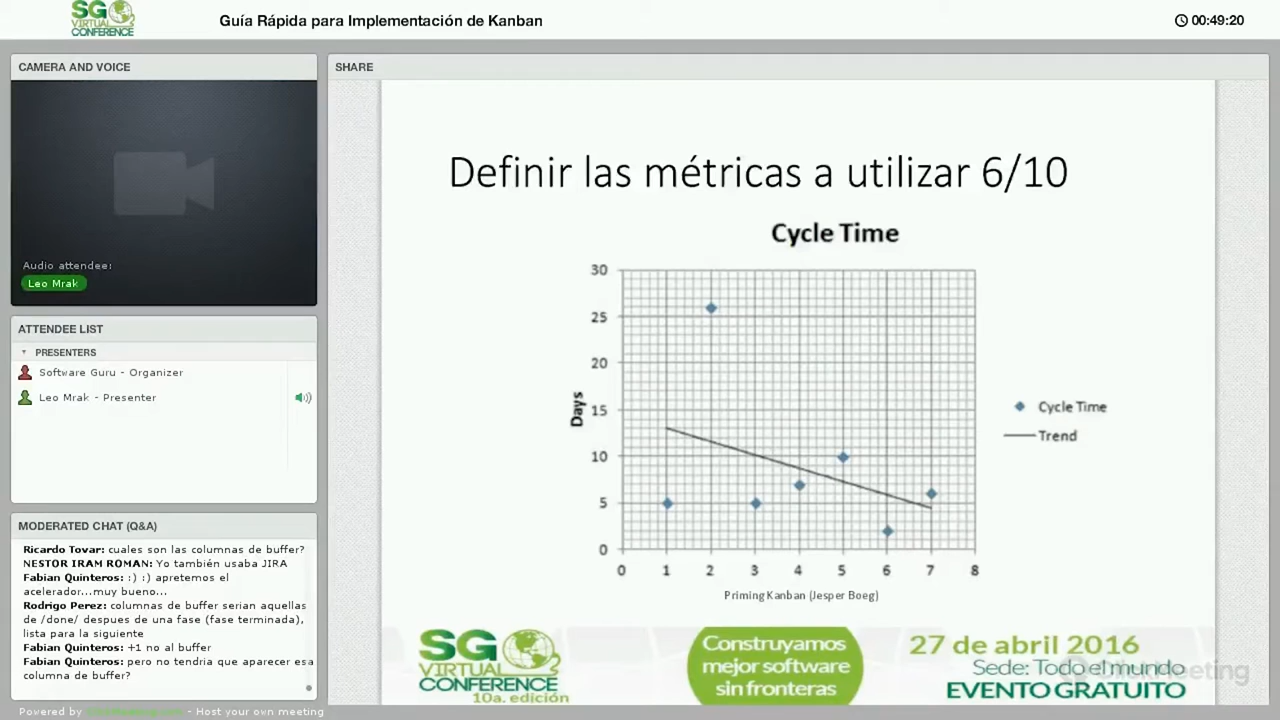 SG
VIRTUAL
CONFERENCE
Guía Rápida para Implementación de Kanban
00:49:20
CAMERA AND VOICE
Audio attendee:
Leo Mrak
ATTENDEE LIST
PRESENTERS
Software Guru - Organizer
Leo Mrak - Presenter
MODERATED CHAT (Q&A)
Ricardo Tovar: cuales son las columnas de buffer?
NESTOR IRAM ROMAN: Yo también usaba JIRA
Fabian Quinteros: :) :) apretemos el
acelerador...muy bueno...
Rodrigo Perez: columnas de buffer serian aquellas
de /done/ despues de una fase (fase terminada),
lista para la siguiente
Fabian Quinteros: +1 no al buffer
Fabian Quinteros: pero no tendria que aparecer esa
columna de buffer?
Powered by ClickMeeting.com - Host your own meeting
SHARE
Definir las métricas a utilizar 6/10
Cycle Time
30
25
20
15
10
5
0
Days
0 1 2 3 4 5 6 7 8
Cycle Time
Trend
Priming Kanban (Jesper Boeg)
SG
VIRTUAL
CONFERENCE
10a. edición
Construyamos
mejor software
sin fronteras
27 de abril 2016
Sede: Todo el mundo
EVENTO GRATUITO
ClickMeeting